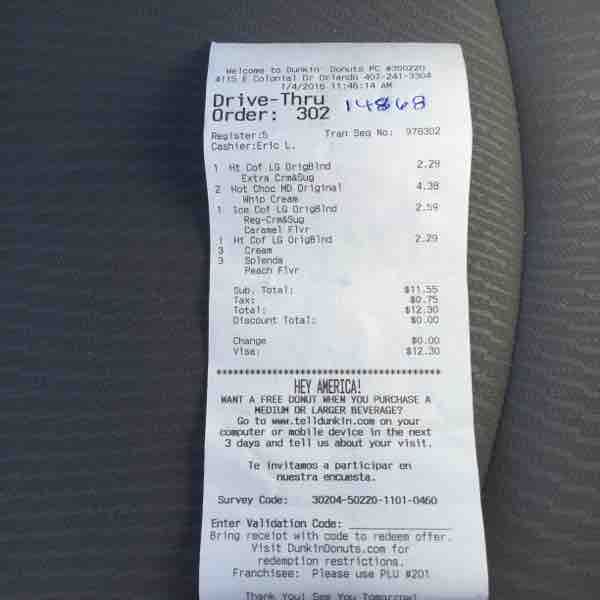 Welcome to Dunkin' Donuts PC #350220
4115 E Colonial Dr Orlando 407-241-3304
1/4/2016 11:46:14 AM
Drive-Thru 14868
Order: 302
Register:5 Tran Seq No: 978302
Cashier:Eric L.
1 Ht Cof LG OrigBlnd 2.29
Extra Crm&Sug
2 Hot Choc MD Original 4.38
Whip Cream
1 Ice Cof LG OrigBlnd 2.59
Reg-Crm&Sug
Caramel Flvr
1 Ht Cof LG OrigBlnd 2.29
3 Cream
3 Splenda
Peach Flvr
Sub. Total: $11.55
Tax: $0.75
Total: $12.30
Discount Total: $0.00
Change $0.00
Visa: $12.30
****************************************
HEY AMERICA!
WANT A FREE DONUT WHEN YOU PURCHASE A
MEDIUM OR LARGER BEVERAGE?
Go to www.telldunkin.com on your
computer or mobile device in the next
3 days and tell us about your visit.
Te invitamos a participar en
nuestra encuesta.
Survey Code: 30204-50220-1101-0460
Enter Validation Code: _______________
Bring receipt with code to redeem offer.
Visit DunkinDonuts.com for
redemption restrictions.
Franchisee: Please use PLU #201
Thank You! See You Tomorrow!